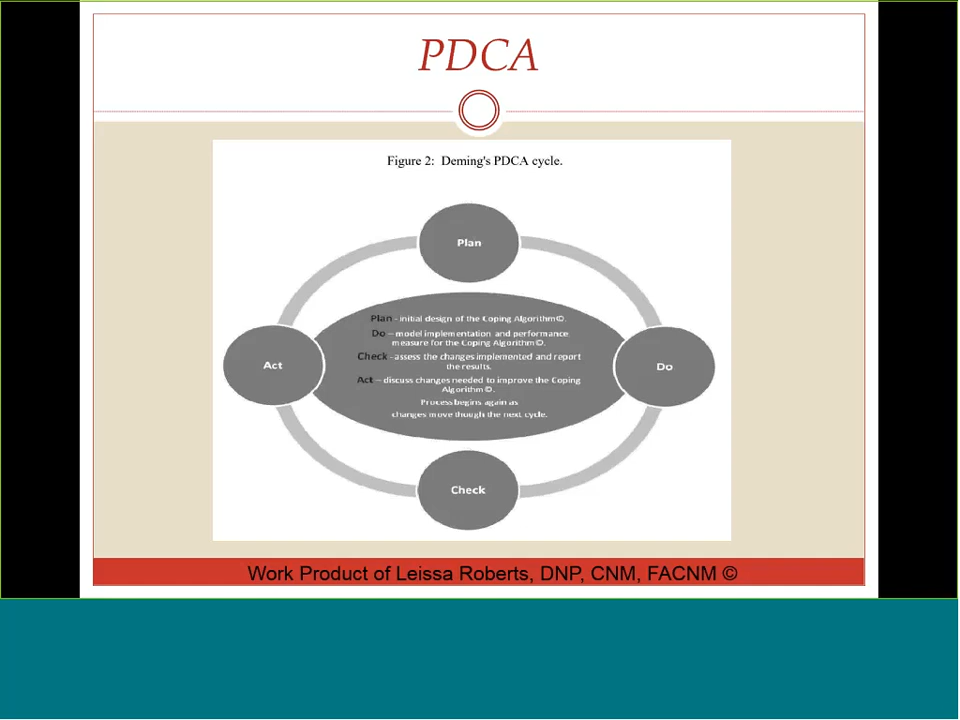 PDCA
Figure 2: Deming's PDCA cycle.
Plan
Plan - initial design of the Coping Algorithm©.
Do – model implementation and performance
measure for the Coping Algorithm©.
Check - assess the changes implemented and report
the results.
Act – discuss changes needed to improve the Coping
Algorithm©.
Process begins again as
changes move though the next cycle.
Act
Do
Check
Work Product of Leissa Roberts, DNP, CNM, FACNM ©